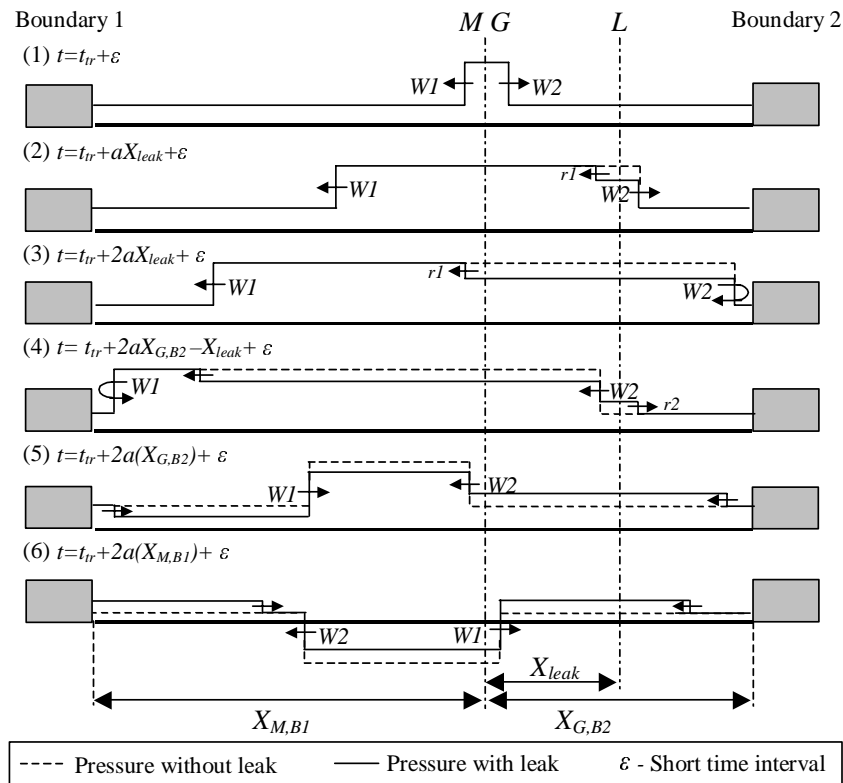 Boundary 1 M G L Boundary 2
(1) t=t_tr+ε
W1 W2
(2) t=t_tr+aX_leak+ε
W1 r1 W2
(3) t=t_tr+2aX_leak+ ε
W1 r1 W2
(4) t= t_tr+2aX_G,B2–X_leak+ ε
W1 W2 r2
(5) t=t_tr+2a(X_G,B2)+ ε
W1 W2
(6) t=t_tr+2a(X_M,B1)+ ε
W2 W1
X_leak
X_M,B1 X_G,B2
Pressure without leak Pressure with leak ε - Short time interval